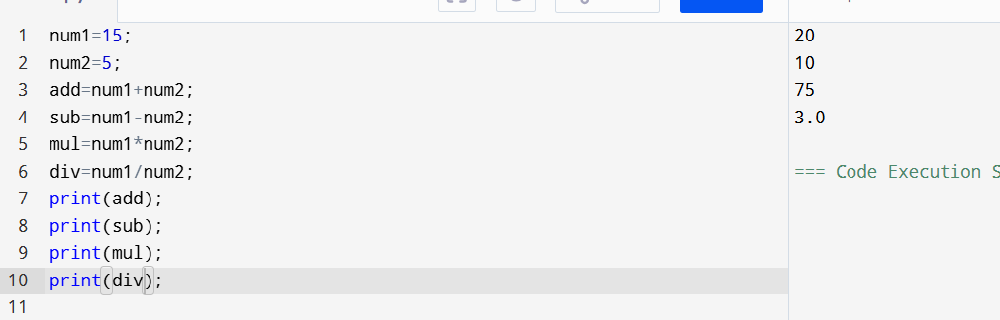 1 num1=15;
2 num2=5;
3 add=num1+num2;
4 sub=num1-num2;
5 mul=num1*num2;
6 div=num1/num2;
7 print(add);
8 print(sub);
9 print(mul);
10 print(div);
11
20
10
75
3.0
=== Code Execution S